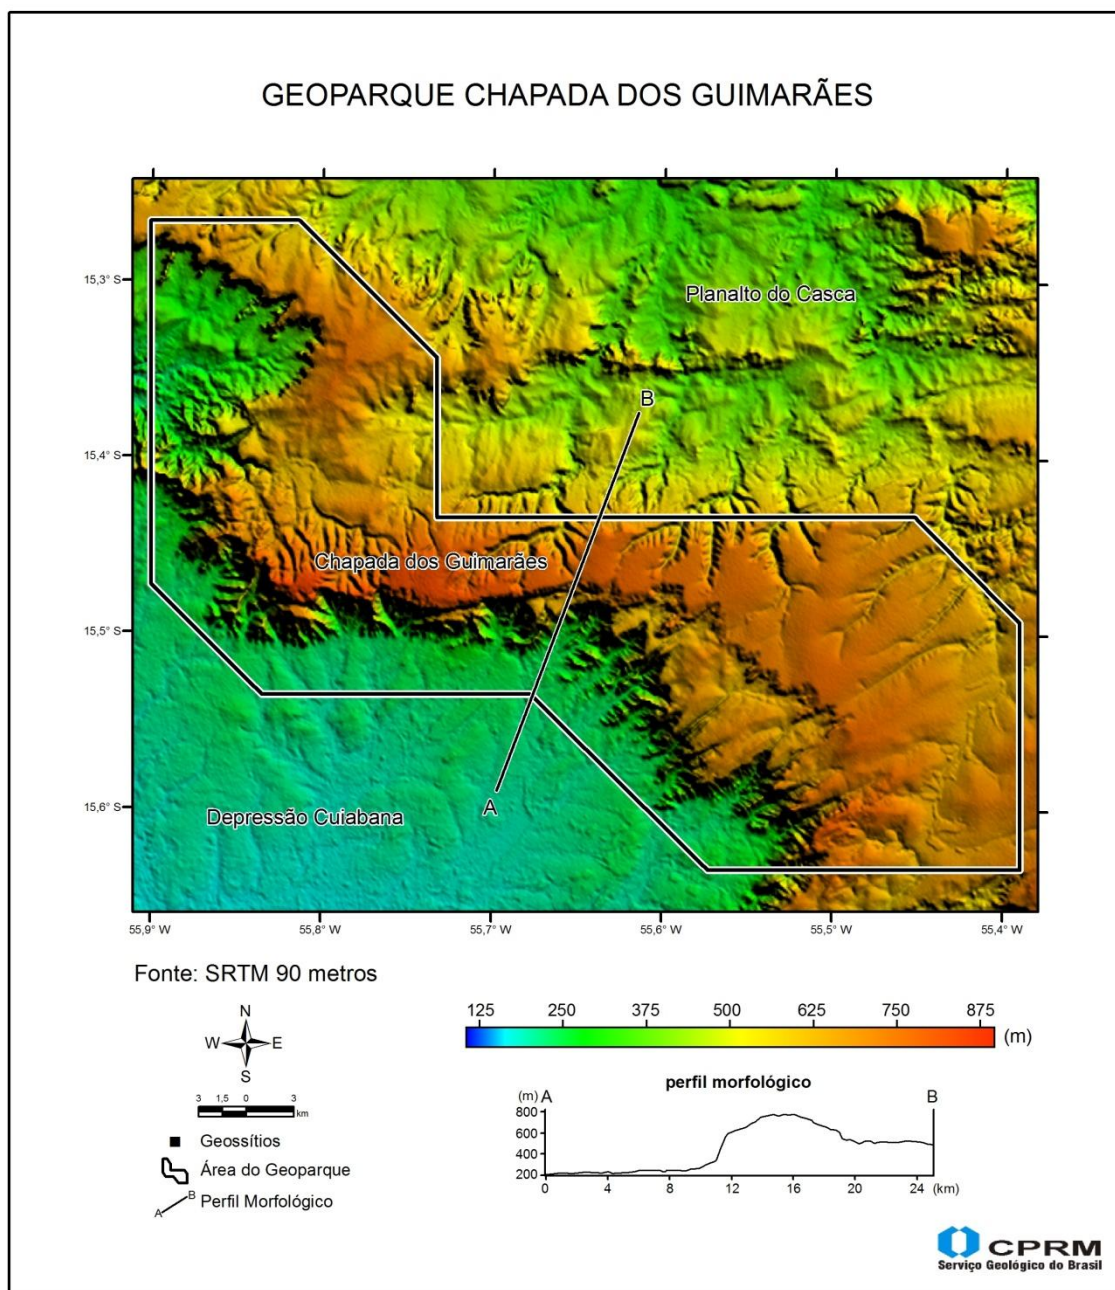 GEOPARQUE CHAPADA DOS GUIMARÃES
15,3° S
Planalto do Casca
B
15,4° S
Chapada dos Guimarães
15,5° S
A
15,6° S
Depressão Cuiabana
55,9° W 55,8° W 55,7° W 55,6° W 55,5° W 55,4° W
Fonte: SRTM 90 metros
N
W E
S
3 1,5 0 3
km
125 250 375 500 625 750 875
(m)
perfil morfológico
(m) A B
800
600
400
200
0 4 8 12 16 20 24 (km)
Geossítios
Área do Geoparque
A B Perfil Morfológico
CPRM
Serviço Geológico do Brasil